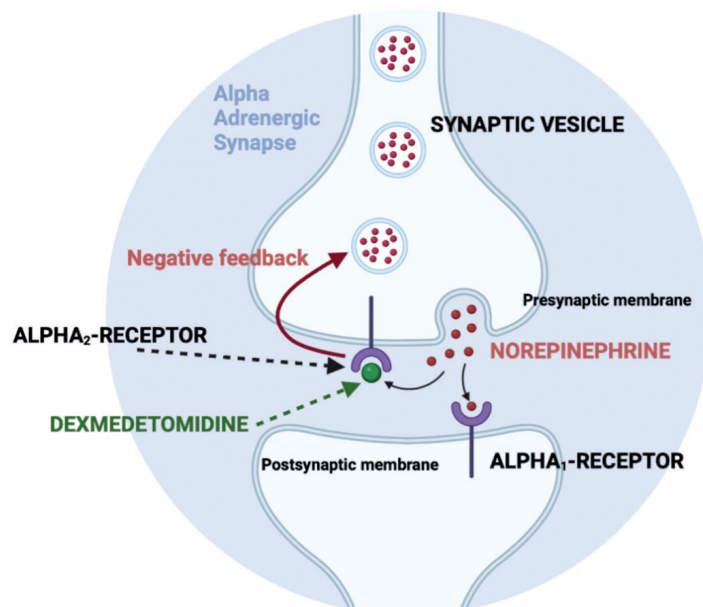 Alpha
Adrenergic
Synapse
SYNAPTIC VESICLE
Negative feedback
Presynaptic membrane
ALPHA₂-RECEPTOR
NOREPINEPHRINE
DEXMEDETOMIDINE
Postsynaptic membrane
ALPHA₁-RECEPTOR